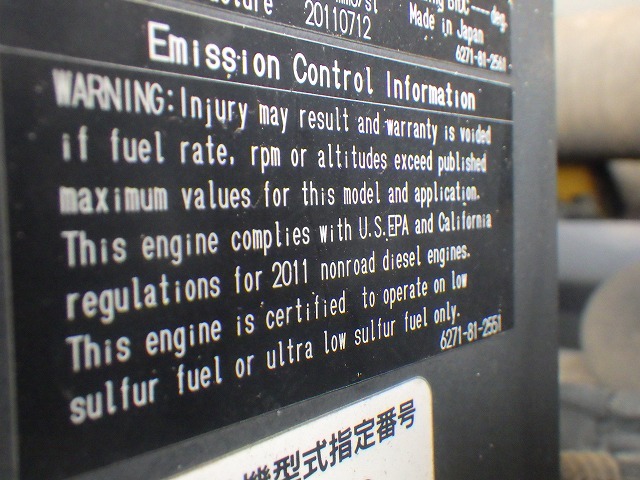 20110712
Made in Japan
6271-81-2561
Emission Control Information
WARNING:Injury may result and warranty is voided
if fuel rate, rpm or altitudes exceed published
maximum values for this model and application.
This engine complies with U.S.EPA and California
regulations for 2011 nonroad diesel engines.
This engine is certified to operate on low
sulfur fuel or ultra low sulfur fuel only.
6271-81-2551
型式指定番号